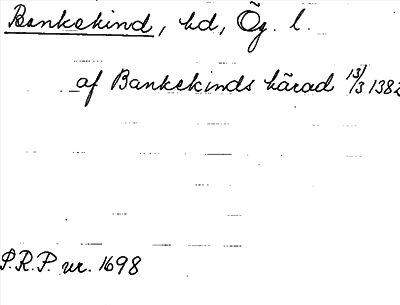 Bankekind, hd, Ög. l.
af Bankekinds härad 13/3 1382
P.R.P. nr. 1698